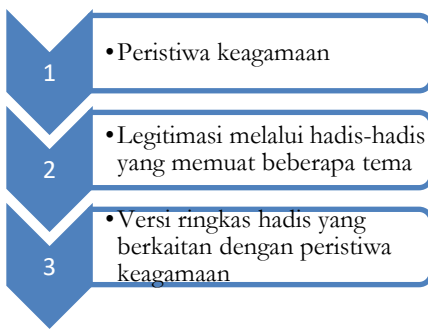 1
•Peristiwa keagamaan
2
•Legitimasi melalui hadis-hadis
yang memuat beberapa tema
3
•Versi ringkas hadis yang
berkaitan dengan peristiwa
keagamaan